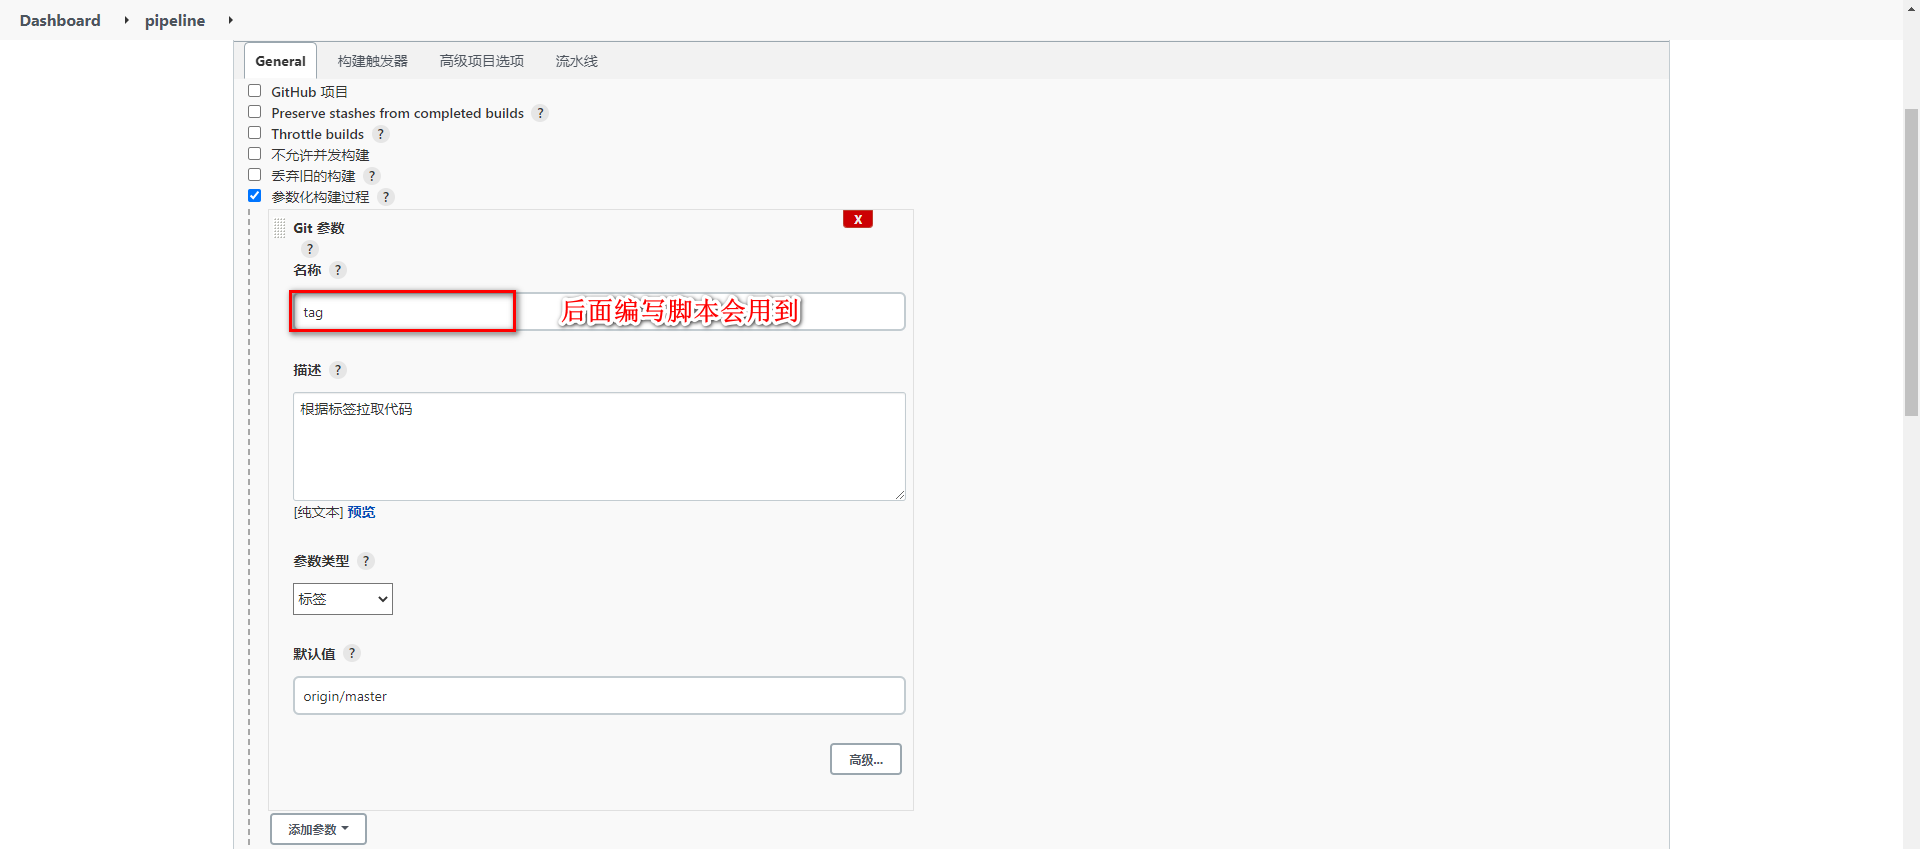 Dashboard pipeline
General 构建触发器 高级项目选项 流水线
GitHub 项目
Preserve stashes from completed builds ?
Throttle builds ?
不允许并发构建
丢弃旧的构建 ?
参数化构建过程 ?
X
Git 参数
?
名称 ?
tag 后面编写脚本会用到
描述 ?
根据标签拉取代码
[纯文本] 预览
参数类型 ?
标签
默认值 ?
origin/master
高级...
添加参数